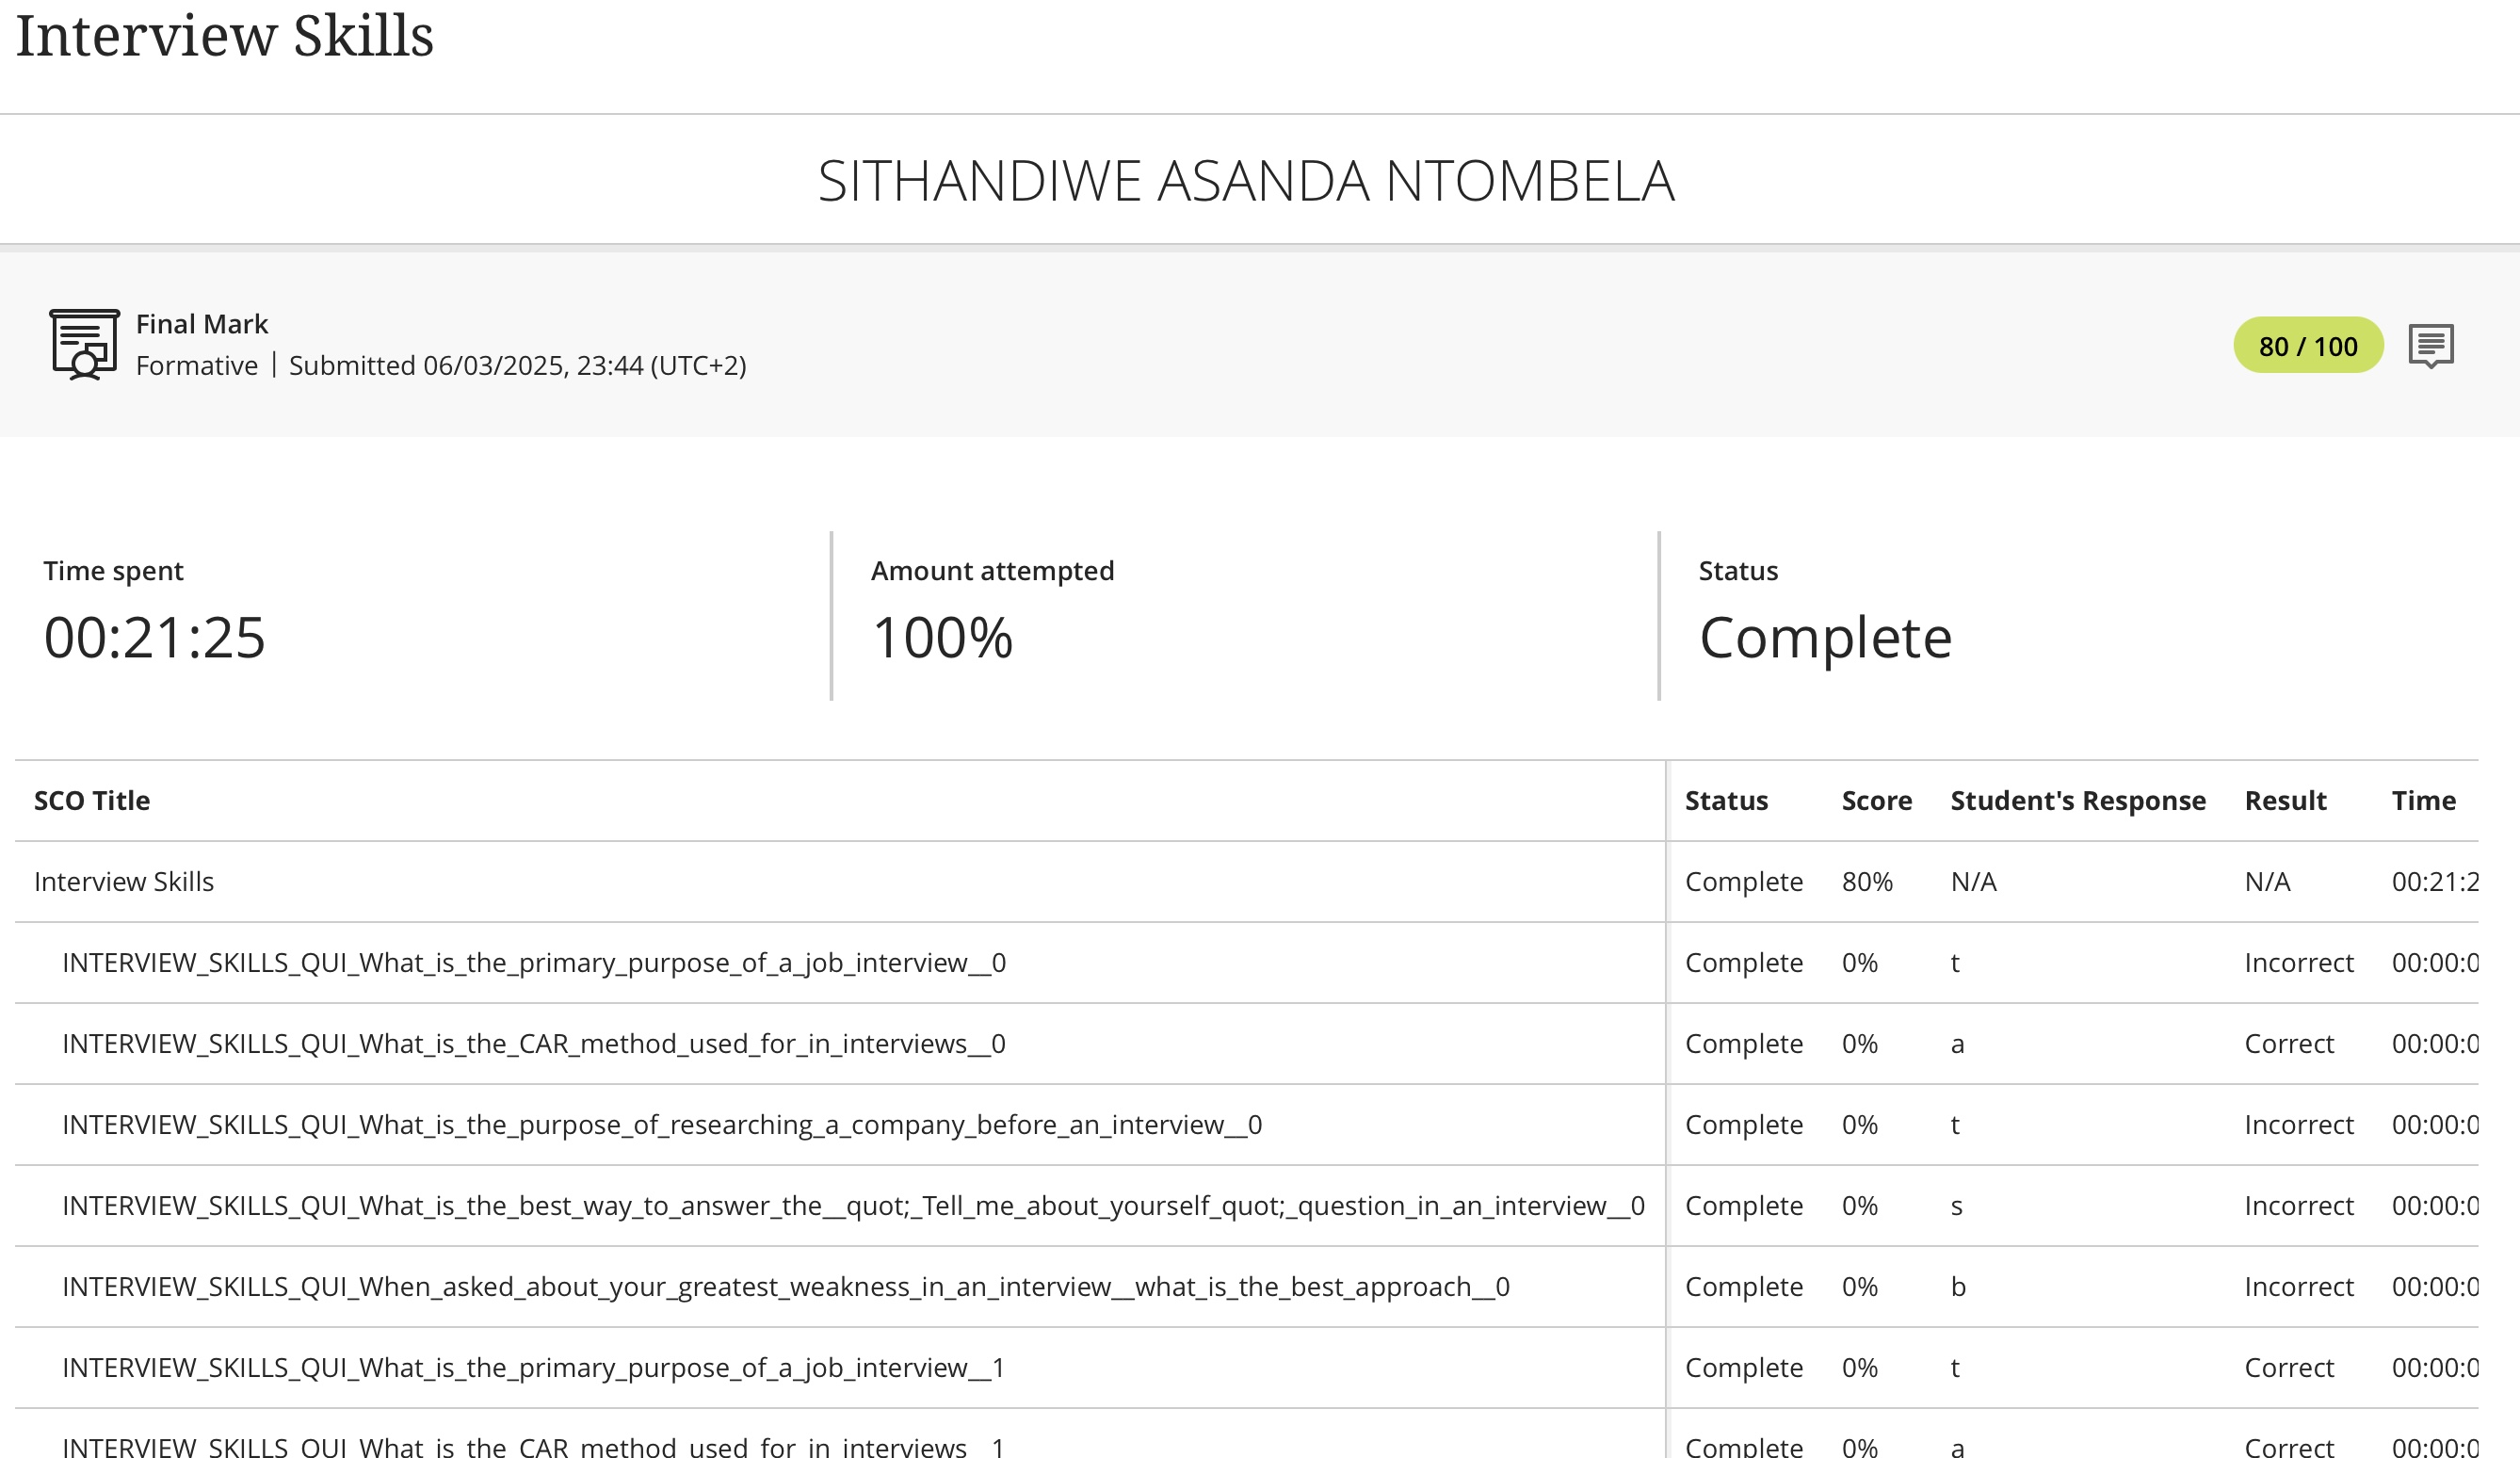 Interview Skills
SITHANDIWE ASANDA NTOMBELA
Final Mark
Formative | Submitted 06/03/2025, 23:44 (UTC+2)
80 / 100
Time spent
00:21:25
Amount attempted
100%
Status
Complete
SCO Title Status Score Student's Response Result Time
Interview Skills Complete 80% N/A N/A 00:21:2
INTERVIEW_SKILLS_QUI_What_is_the_primary_purpose_of_a_job_interview__0 Complete 0% t Incorrect 00:00:0
INTERVIEW_SKILLS_QUI_What_is_the_CAR_method_used_for_in_interviews__0 Complete 0% a Correct 00:00:0
INTERVIEW_SKILLS_QUI_What_is_the_purpose_of_researching_a_company_before_an_interview__0 Complete 0% t Incorrect 00:00:0
INTERVIEW_SKILLS_QUI_What_is_the_best_way_to_answer_the__quot;_Tell_me_about_yourself_quot;_question_in_an_interview__0 Complete 0% s Incorrect 00:00:0
INTERVIEW_SKILLS_QUI_When_asked_about_your_greatest_weakness_in_an_interview__what_is_the_best_approach__0 Complete 0% b Incorrect 00:00:0
INTERVIEW_SKILLS_QUI_What_is_the_primary_purpose_of_a_job_interview__1 Complete 0% t Correct 00:00:0
INTERVIEW_SKILLS_QUI_What_is_the_CAR_method_used_for_in_interviews__1 Complete 0% a Correct 00:00:0